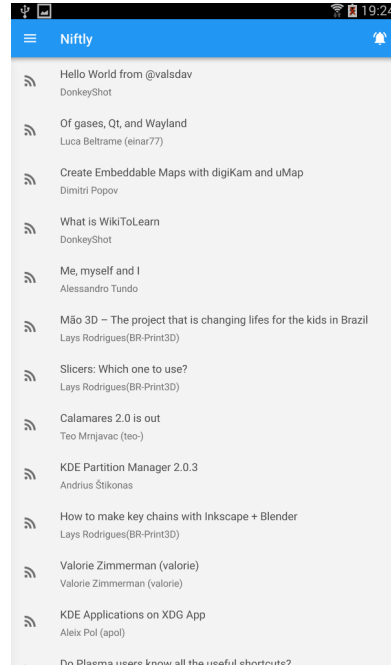 19:24
Niftly
Hello World from @valsdav
DonkeyShot
Of gases, Qt, and Wayland
Luca Beltrame (einar77)
Create Embeddable Maps with digiKam and uMap
Dimitri Popov
What is WikiToLearn
DonkeyShot
Me, myself and I
Alessandro Tundo
Mão 3D – The project that is changing lifes for the kids in Brazil
Lays Rodrigues(BR-Print3D)
Slicers: Which one to use?
Lays Rodrigues(BR-Print3D)
Calamares 2.0 is out
Teo Mrnjavac (teo-)
KDE Partition Manager 2.0.3
Andrius Štikonas
How to make key chains with Inkscape + Blender
Lays Rodrigues(BR-Print3D)
Valorie Zimmerman (valorie)
Valorie Zimmerman (valorie)
KDE Applications on XDG App
Aleix Pol (apol)
Do Plasma users know all the useful shortcuts?